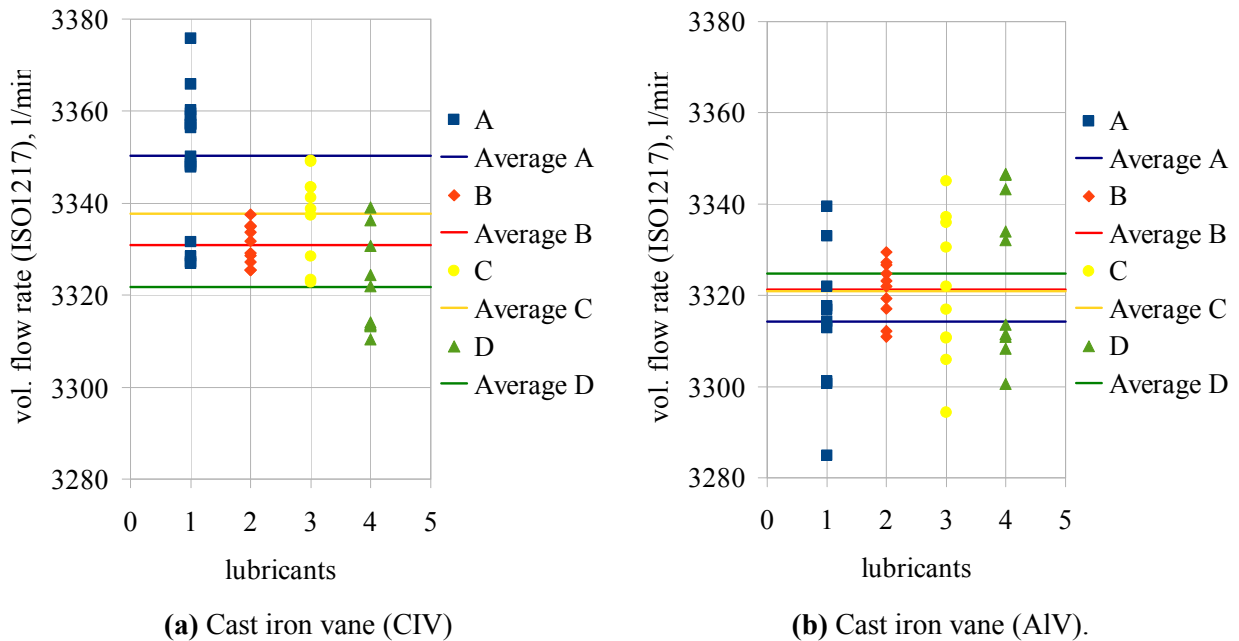 3380
3360
3340
3320
3300
3280
0 1 2 3 4 5
vol. flow rate (ISO1217), l/min
lubricants
A
Average A
B
Average B
C
Average C
D
Average D
(a) Cast iron vane (CIV)
3380
3360
3340
3320
3300
3280
0 1 2 3 4 5
vol. flow rate (ISO1217), l/min
lubricants
A
Average A
B
Average B
C
Average C
D
Average D
(b) Cast iron vane (AlV).